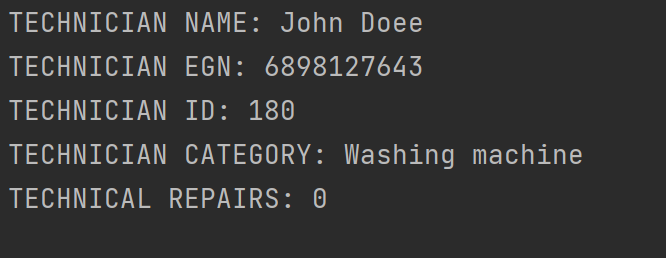 TECHNICIAN NAME: John Doee
TECHNICIAN EGN: 6898127643
TECHNICIAN ID: 180
TECHNICIAN CATEGORY: Washing machine
TECHNICAL REPAIRS: 0